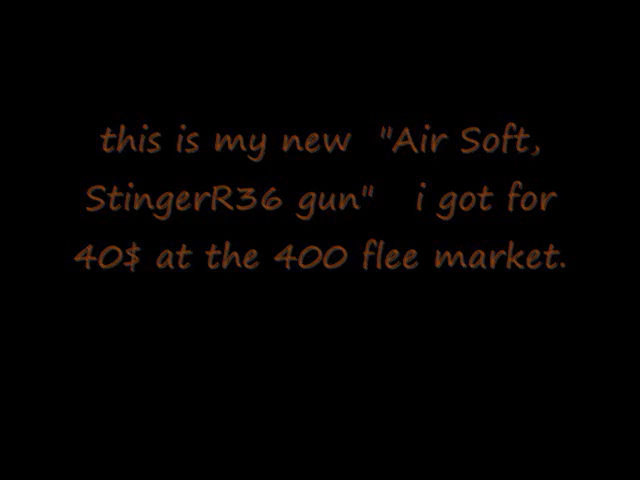 this is my new "Air Soft,
StingerR36 gun" i got for
40$ at the 400 flee market.